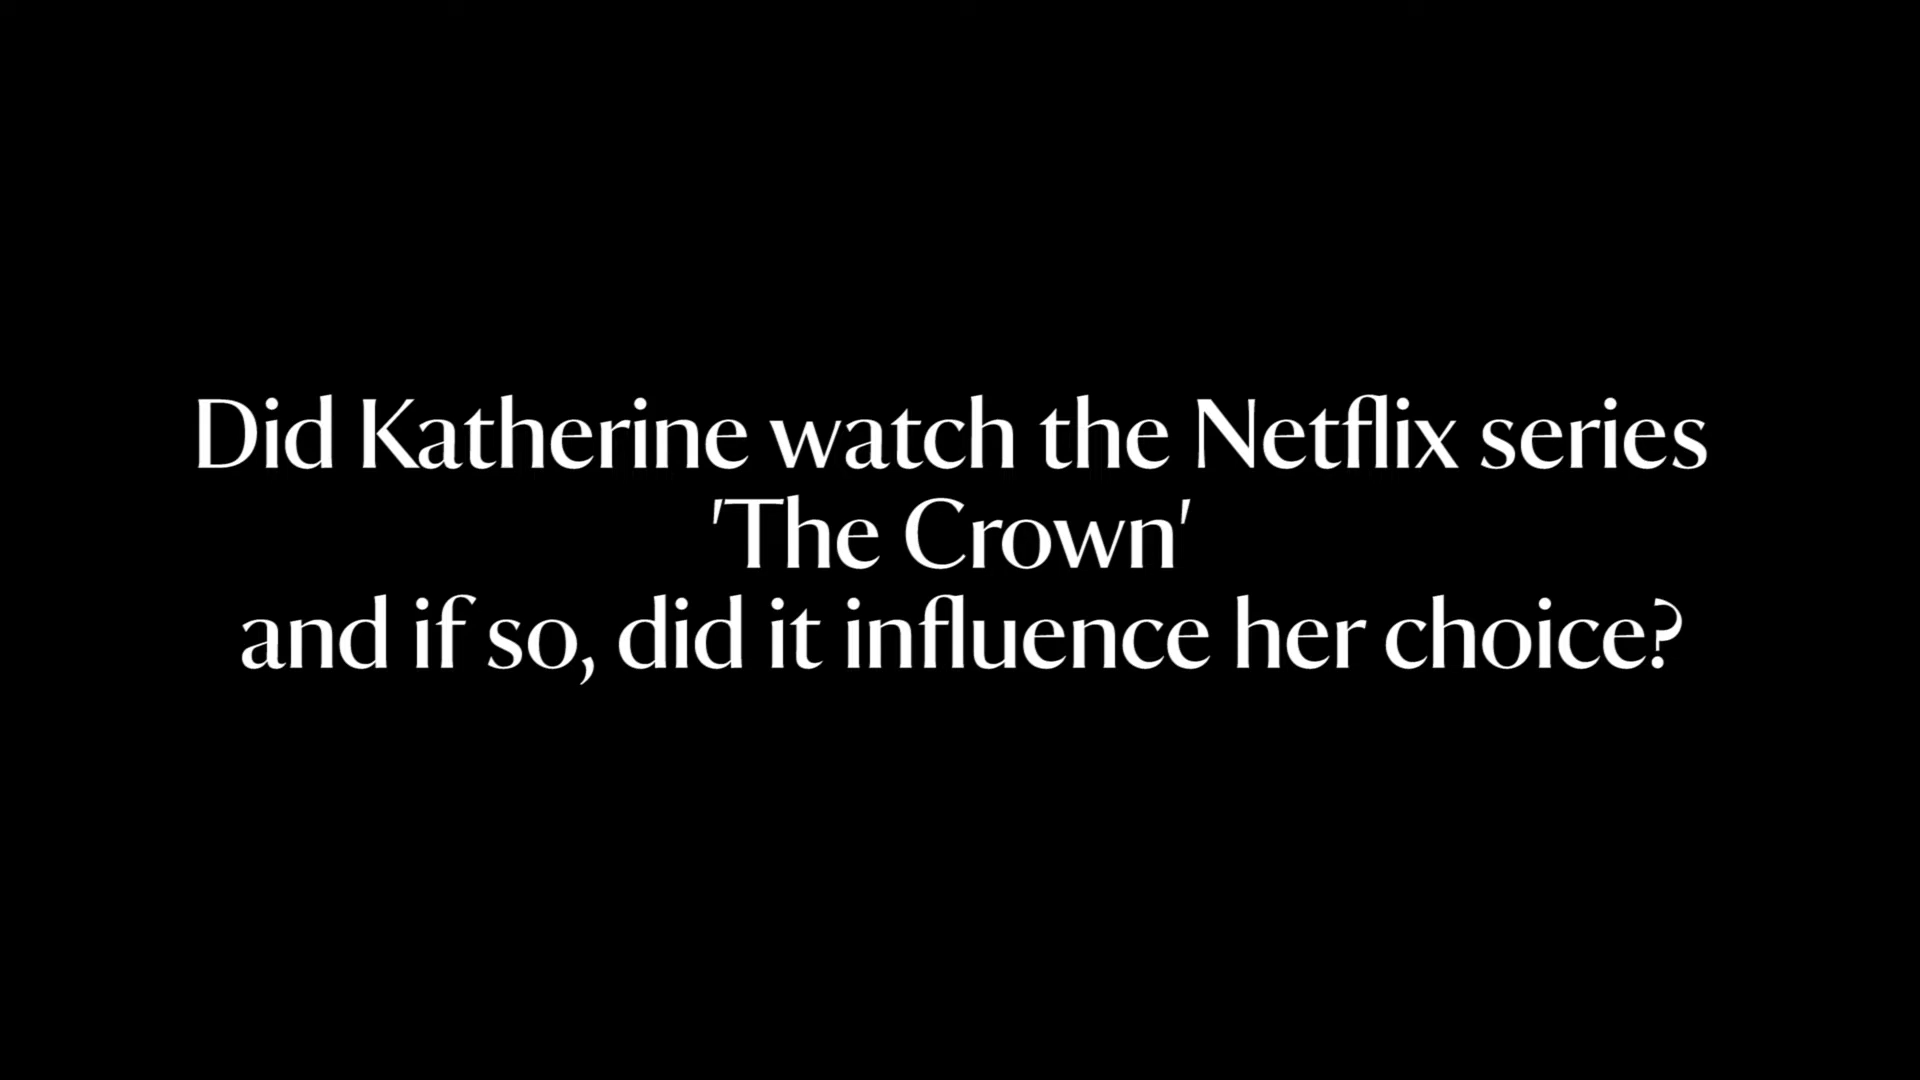 Did Katherine watch the Netflix series
'The Crown'
and if so, did it influence her choice?